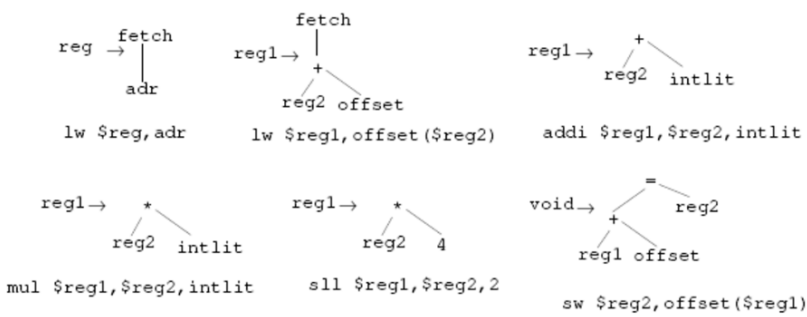 reg → fetch
adr
lw $reg,adr
fetch
reg1→
+
reg2 offset
lw $reg1,offset($reg2)
reg1→ +
reg2 intlit
addi $reg1,$reg2,intlit
reg1→ *
reg2 intlit
mul $reg1,$reg2,intlit
reg1→ *
reg2 4
sll $reg1,$reg2,2
=
void→ reg2
+
reg1 offset
sw $reg2,offset($reg1)